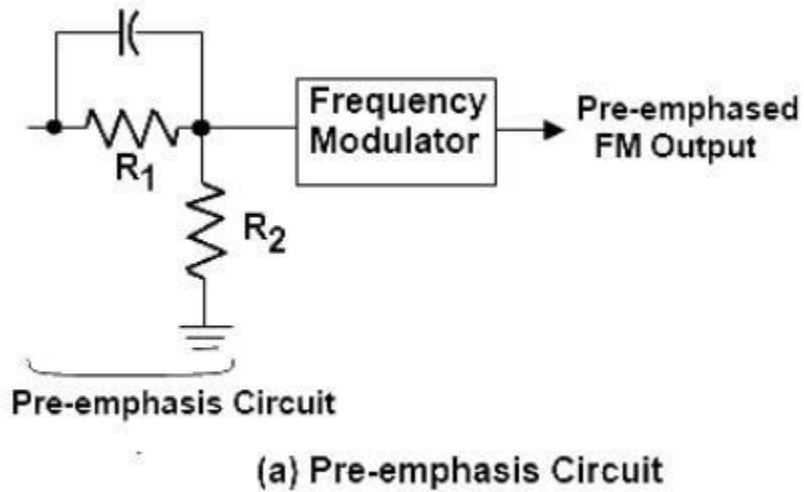 Frequency
Modulator
Pre-emphased
FM Output
R1
R2
Pre-emphasis Circuit
(a) Pre-emphasis Circuit